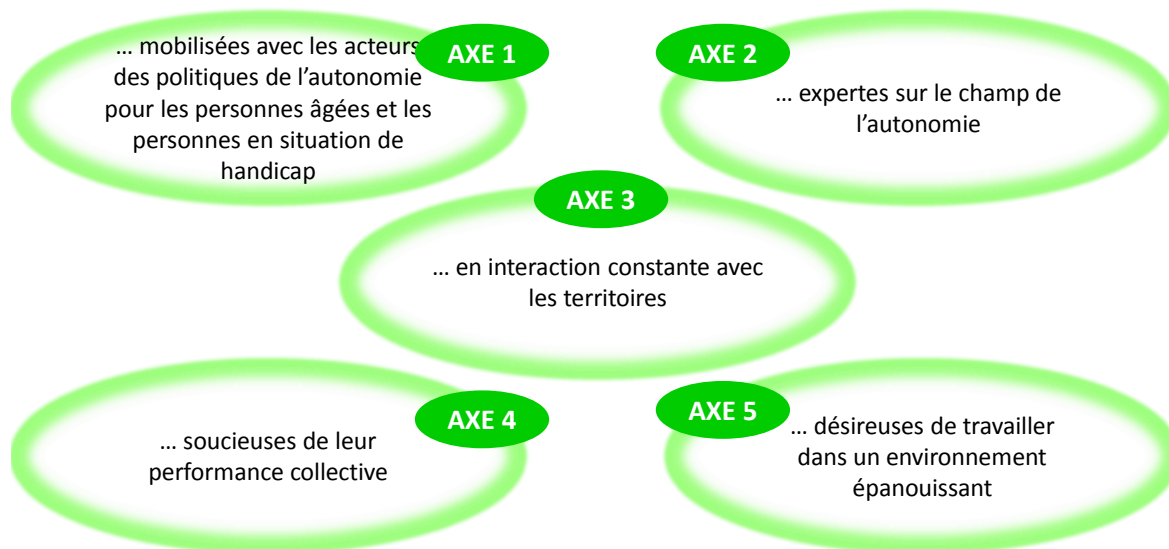 AXE 1
... mobilisées avec les acteurs
des politiques de l'autonomie
pour les personnes âgées et les
personnes en situation de
handicap
AXE 2
... expertes sur le champ de
l'autonomie
AXE 3
... en interaction constante avec
les territoires
AXE 4
... soucieuses de leur
performance collective
AXE 5
... désireuses de travailler
dans un environnement
épanouissant